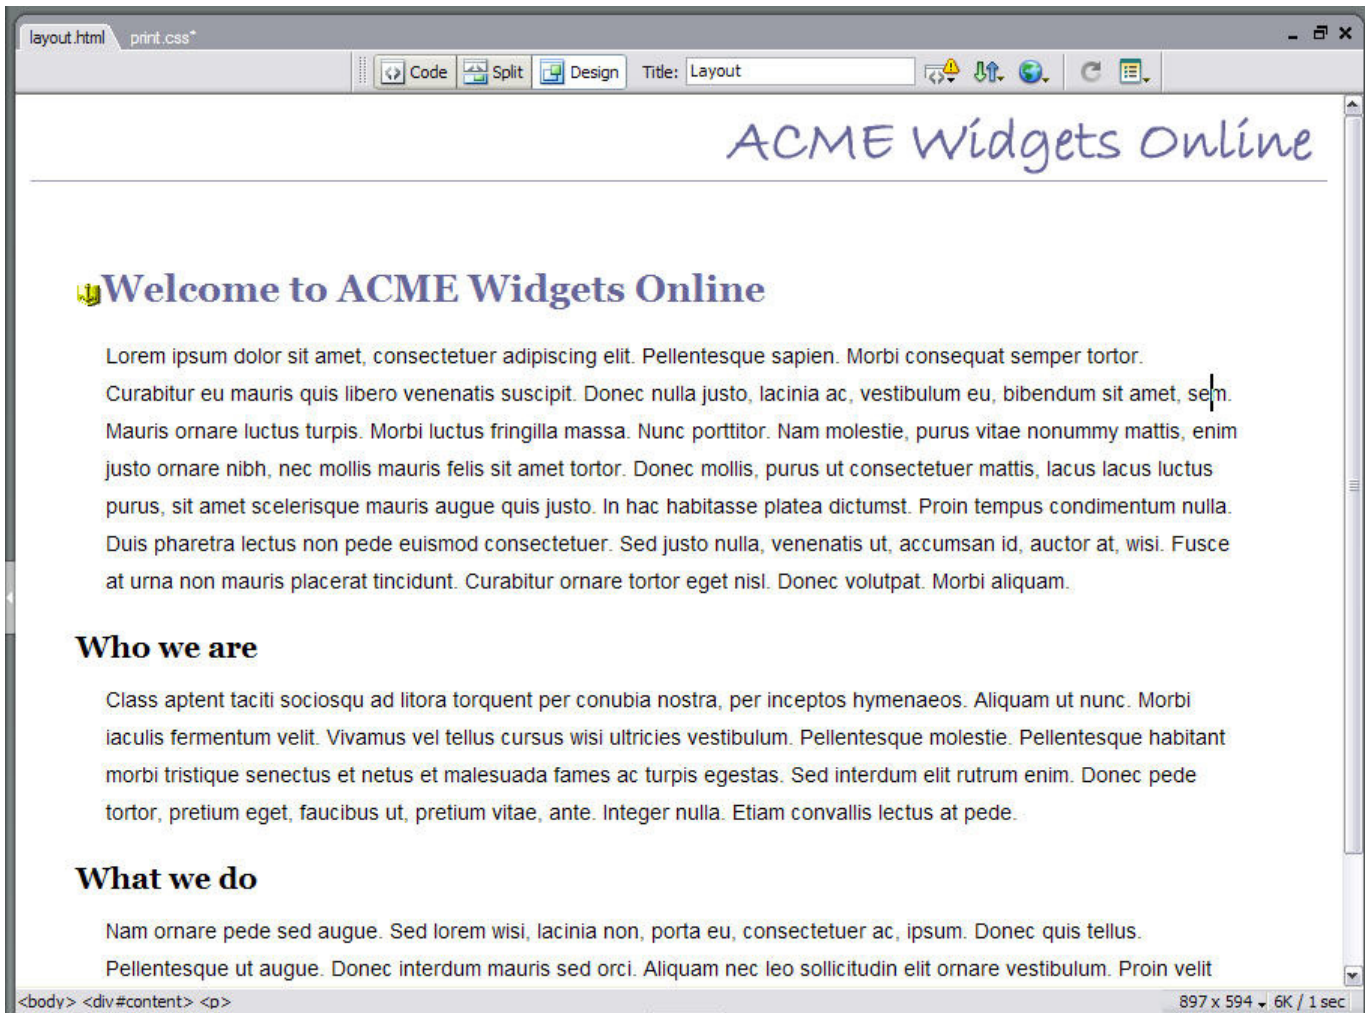 layout.html print.css*
Code Split Design Title: Layout
ACME Widgets Online
Welcome to ACME Widgets Online
Lorem ipsum dolor sit amet, consectetuer adipiscing elit. Pellentesque sapien. Morbi consequat semper tortor.
Curabitur eu mauris quis libero venenatis suscipit. Donec nulla justo, lacinia ac, vestibulum eu, bibendum sit amet, sem.
Mauris ornare luctus turpis. Morbi luctus fringilla massa. Nunc porttitor. Nam molestie, purus vitae nonummy mattis, enim
justo ornare nibh, nec mollis mauris felis sit amet tortor. Donec mollis, purus ut consectetuer mattis, lacus lacus luctus
purus, sit amet scelerisque mauris augue quis justo. In hac habitasse platea dictumst. Proin tempus condimentum nulla.
Duis pharetra lectus non pede euismod consectetuer. Sed justo nulla, venenatis ut, accumsan id, auctor at, wisi. Fusce
at urna non mauris placerat tincidunt. Curabitur ornare tortor eget nisl. Donec volutpat. Morbi aliquam.
Who we are
Class aptent taciti sociosqu ad litora torquent per conubia nostra, per inceptos hymenaeos. Aliquam ut nunc. Morbi
iaculis fermentum velit. Vivamus vel tellus cursus wisi ultricies vestibulum. Pellentesque molestie. Pellentesque habitant
morbi tristique senectus et netus et malesuada fames ac turpis egestas. Sed interdum elit rutrum enim. Donec pede
tortor, pretium eget, faucibus ut, pretium vitae, ante. Integer nulla. Etiam convallis lectus at pede.
What we do
Nam ornare pede sed augue. Sed lorem wisi, lacinia non, porta eu, consectetuer ac, ipsum. Donec quis tellus.
Pellentesque ut augue. Donec interdum mauris sed orci. Aliquam nec leo sollicitudin elit ornare vestibulum. Proin velit
<body> <div#content> <p> 897 x 594 6K / 1 sec